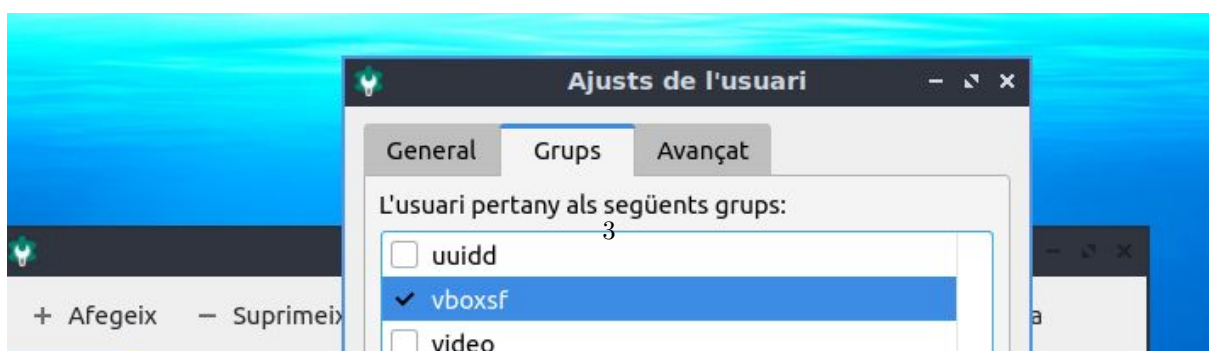 Ajusts de l'usuari
General Grups Avançat
L'usuari pertany als següents grups:
3
uuidd
vboxsf
video
+ Afegeix − Suprimeix
a